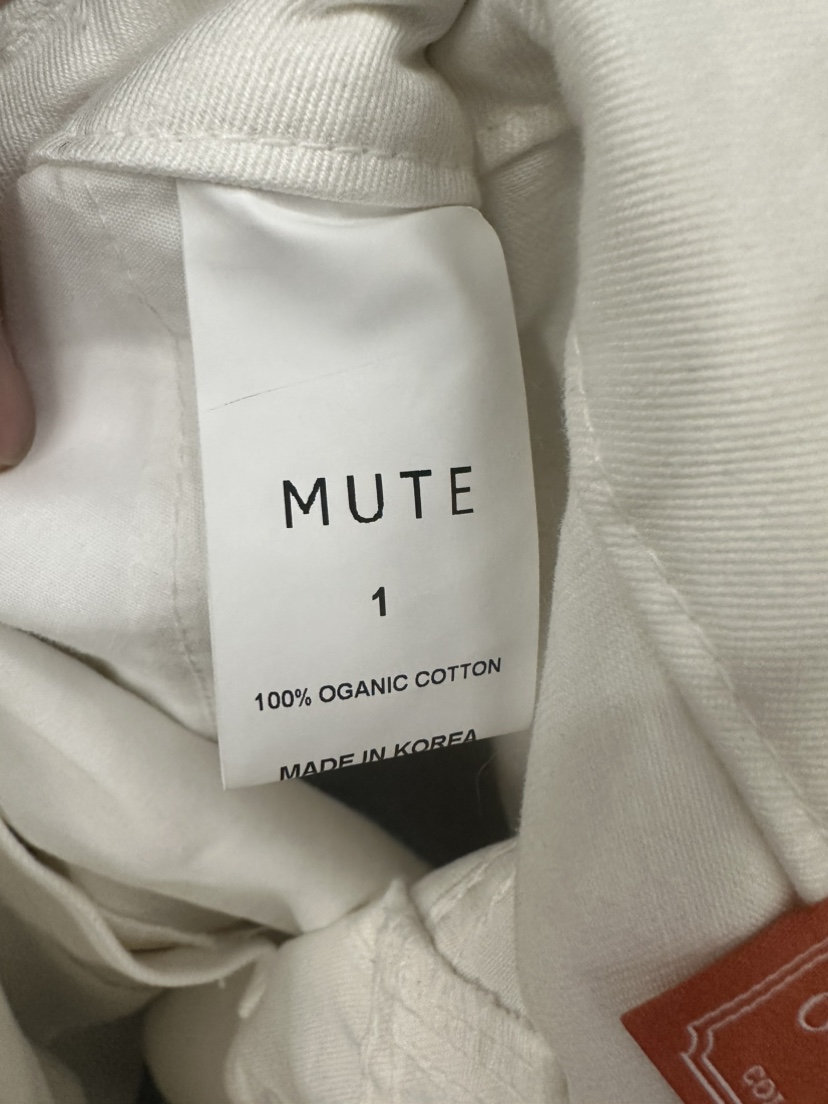 MUTE
1
100% OGANIC COTTON
MADE IN KOREA